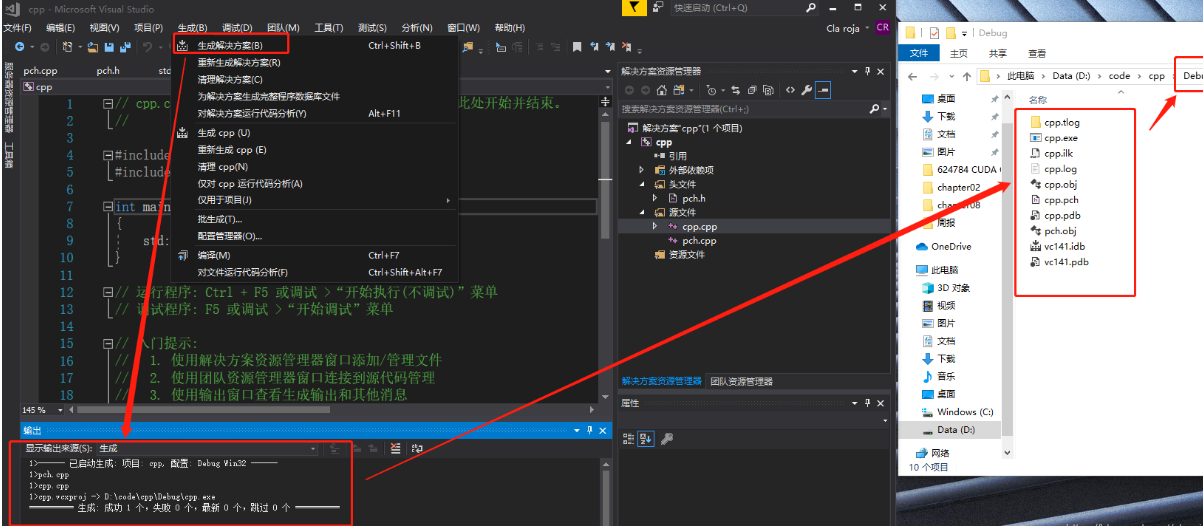 cpp - Microsoft Visual Studio
快速启动 (Ctrl+Q)
文件(F) 编辑(E) 视图(V) 项目(P) 生成(B) 调试(D) 团队(M) 工具(T) 测试(S) 分析(N) 窗口(W) 帮助(H)
Cla roja CR
生成解决方案(B) Ctrl+Shift+B
重新生成解决方案(R)
清理解决方案(C)
为解决方案生成完整程序数据库文件
对解决方案运行代码分析(Y) Alt+F11
生成 cpp (U)
重新生成 cpp (E)
清理 cpp(N)
仅对 cpp 运行代码分析(A)
仅用于项目(J)
批生成(T)...
配置管理器(O)...
编译(M) Ctrl+F7
对文件运行代码分析(F) Ctrl+Shift+Alt+F7
pch.cpp pch.h
cpp
工具箱
1 // cpp.c 此处开始并结束。
2 //
3
4 #include
5 #include
6
7 int main
8 {
9 std:
10 }
11
12 // 运行程序: Ctrl + F5 或调试 >“开始执行(不调试)”菜单
13 // 调试程序: F5 或调试 >“开始调试”菜单
14
15 // 入门提示:
16 // 1. 使用解决方案资源管理器窗口添加/管理文件
17 // 2. 使用团队资源管理器窗口连接到源代码管理
18 // 3. 使用输出窗口查看生成输出和其他消息
145 %
输出
显示输出来源(S): 生成
1>------ 已启动生成: 项目: cpp, 配置: Debug Win32 ------
1>pch.cpp
1>cpp.cpp
1>cpp.vcxproj -> D:\code\cpp\Debug\cpp.exe
========== 生成: 成功 1 个，失败 0 个，最新 0 个，跳过 0 个 ==========
解决方案资源管理器
搜索解决方案资源管理器(Ctrl+;)
解决方案"cpp"(1 个项目)
cpp
引用
外部依赖项
头文件
pch.h
源文件
cpp.cpp
pch.cpp
资源文件
解决方案资源管理器 团队资源管理器
属性
Debug
文件 主页 共享 查看
此电脑 > Data (D:) > code > cpp > Debu
名称
桌面
下载
文档
图片
624784 CUDA
chapter02
chapter08
周报
OneDrive
此电脑
3D 对象
视频
图片
文档
下载
音乐
桌面
Windows (C:)
Data (D:)
网络
cpp.tlog
cpp.exe
cpp.ilk
cpp.log
cpp.obj
cpp.pch
cpp.pdb
pch.obj
vc141.idb
vc141.pdb
10 个项目